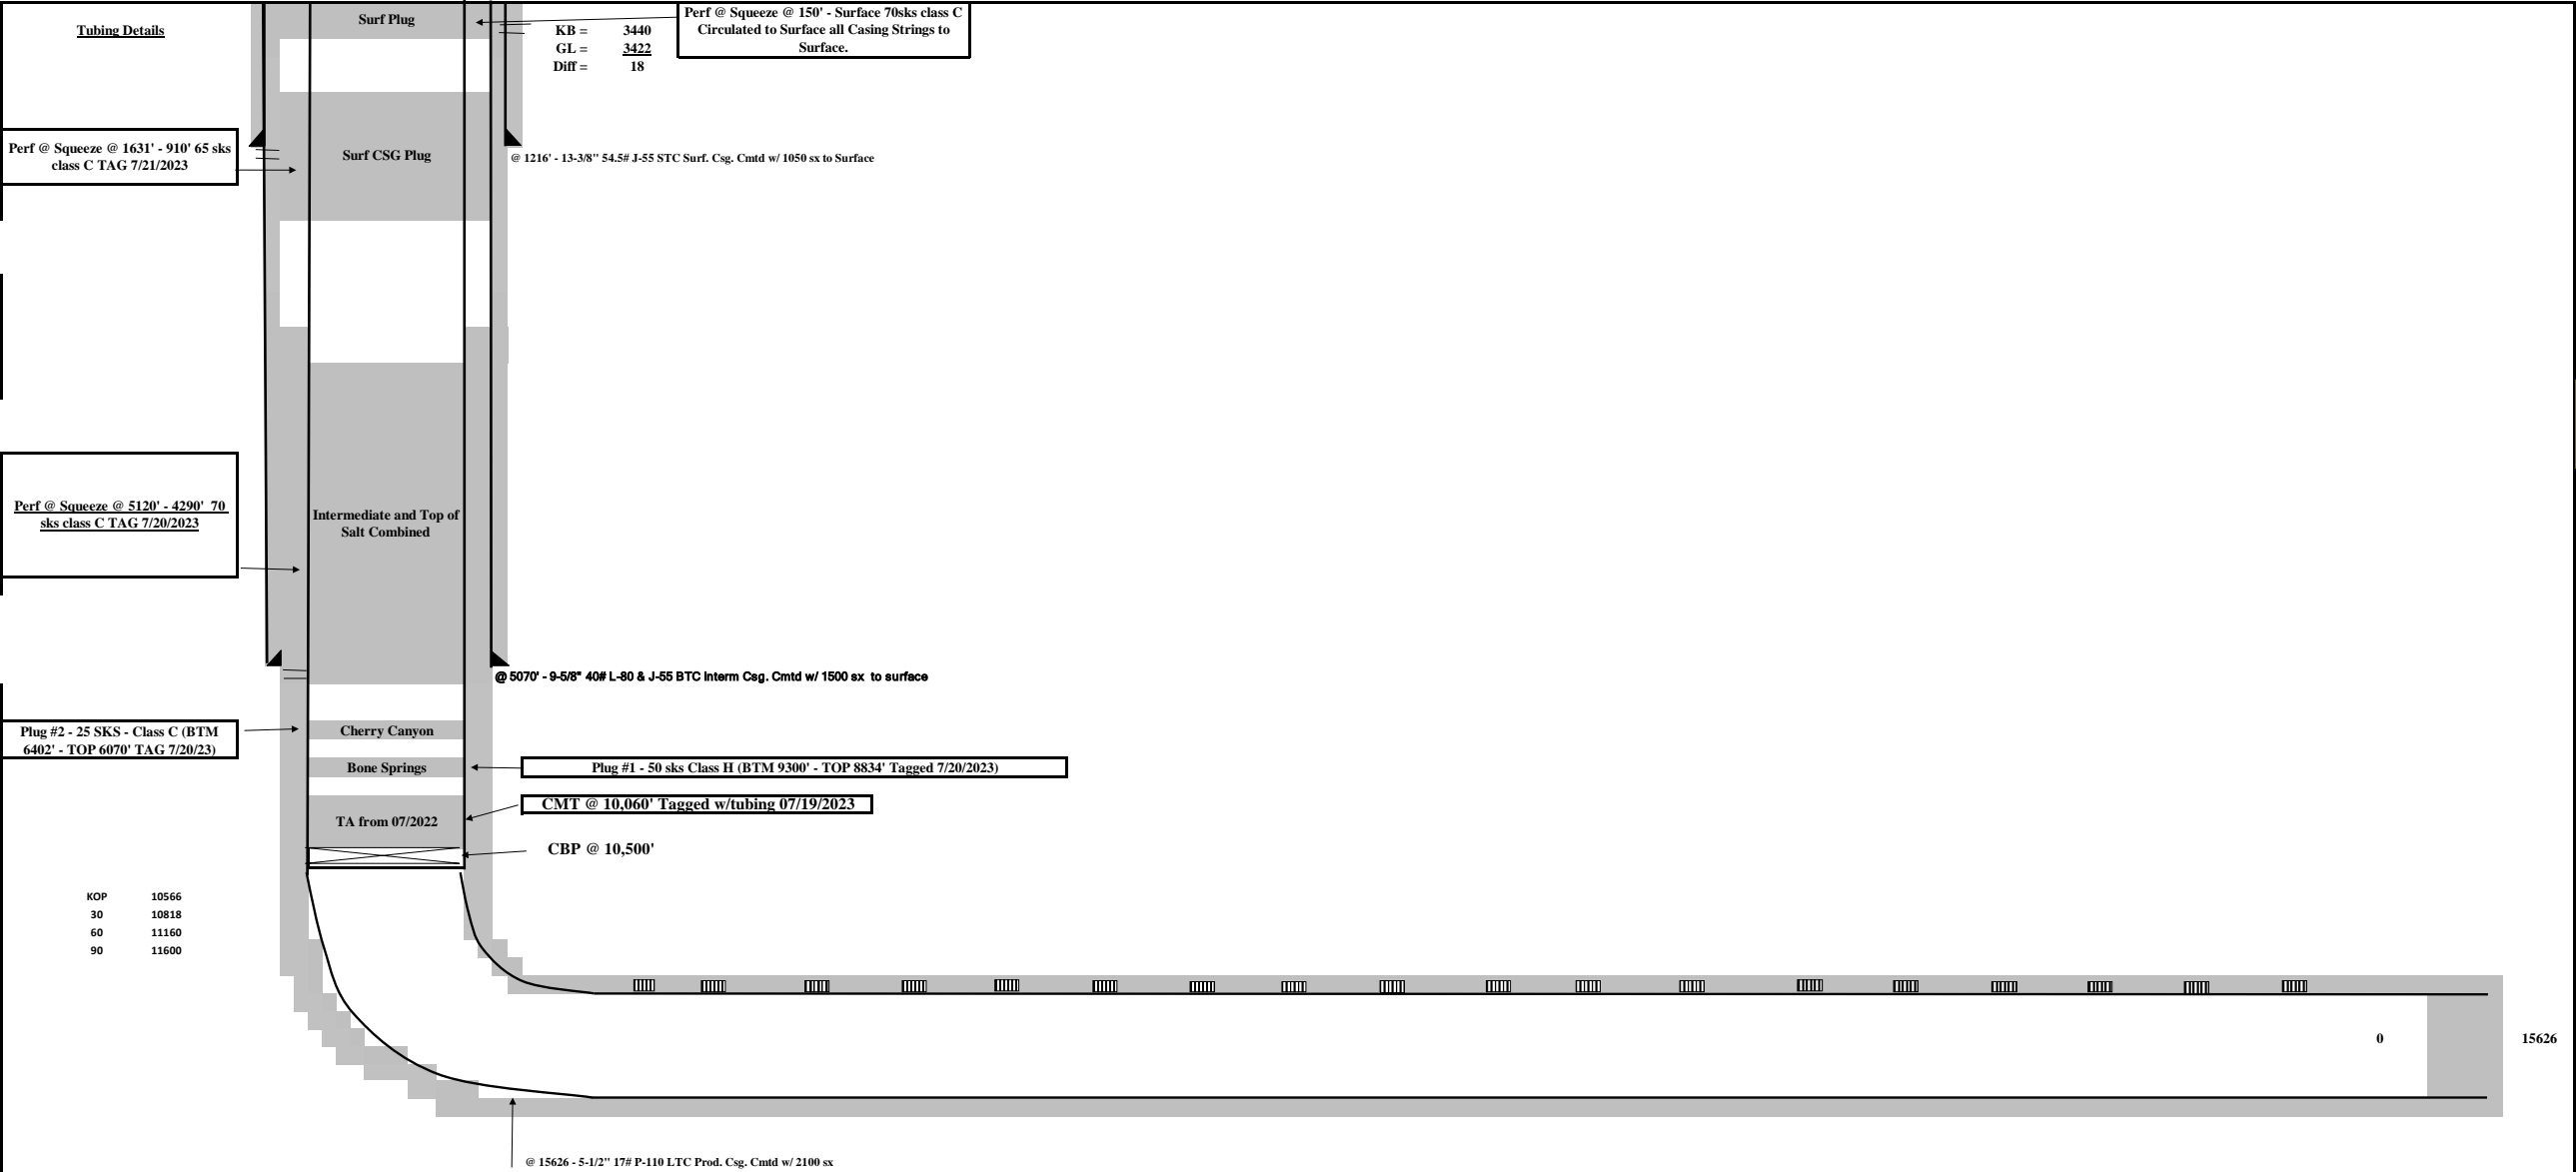 Surf Plug
Tubing Details
KB = 3440
GL = 3422
Diff = 18
Perf @ Squeeze @ 150' - Surface 70sks class C
Circulated to Surface all Casing Strings to
Surface.
Perf @ Squeeze @ 1631' - 910' 65 sks
class C TAG 7/21/2023
Surf CSG Plug
@ 1216' - 13-3/8" 54.5# J-55 STC Surf. Csg. Cmtd w/ 1050 sx to Surface
Perf @ Squeeze @ 5120' - 4290' 70
sks class C TAG 7/20/2023
Intermediate and Top of
Salt Combined
@ 5070' - 9-5/8" 40# L-80 & J-55 BTC Interm Csg. Cmtd w/ 1500 sx to surface
Plug #2 - 25 SKS - Class C (BTM
6402' - TOP 6070' TAG 7/20/23)
Cherry Canyon
Bone Springs
Plug #1 - 50 sks Class H (BTM 9300' - TOP 8834' Tagged 7/20/2023)
CMT @ 10,060' Tagged w/tubing 07/19/2023
TA from 07/2022
CBP @ 10,500'
KOP 10566
30 10818
60 11160
90 11600
0
15626
@ 15626 - 5-1/2" 17# P-110 LTC Prod. Csg. Cmtd w/ 2100 sx